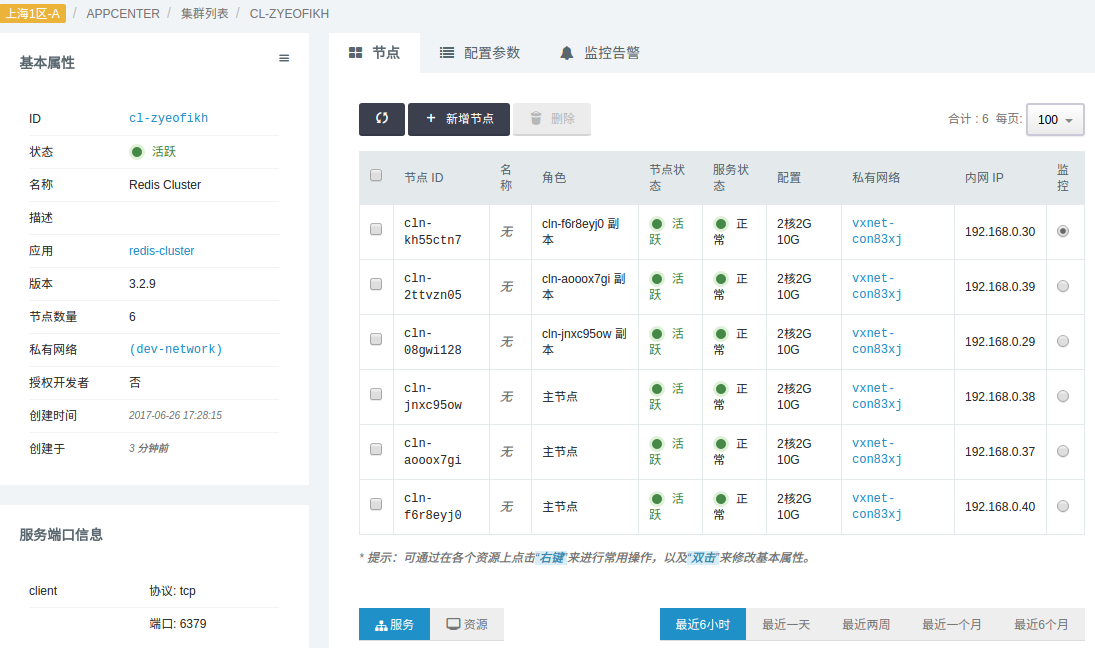 上海1区-A / APPCENTER / 集群列表 / CL-ZYEOFIKH
基本属性
ID cl-zyeofikh
状态 活跃
名称 Redis Cluster
描述
应用 redis-cluster
版本 3.2.9
节点数量 6
私有网络 (dev-network)
授权开发者 否
创建时间 2017-06-26 17:28:15
创建于 3 分钟前
服务端口信息
client 协议: tcp
端口: 6379
节点 配置参数 监控告警
+ 新增节点 删除 合计 : 6 每页: 100
节点 ID 名称 角色 节点状态 服务状态 配置 私有网络 内网 IP 监控
cln-kh55ctn7 无 cln-f6r8eyj0 副本 活跃 正常 2核2G 10G vxnet-con83xj 192.168.0.30
cln-2ttvzn05 无 cln-aooox7gi 副本 活跃 正常 2核2G 10G vxnet-con83xj 192.168.0.39
cln-08gwi128 无 cln-jnxc95ow 副本 活跃 正常 2核2G 10G vxnet-con83xj 192.168.0.29
cln-jnxc95ow 无 主节点 活跃 正常 2核2G 10G vxnet-con83xj 192.168.0.38
cln-aooox7gi 无 主节点 活跃 正常 2核2G 10G vxnet-con83xj 192.168.0.37
cln-f6r8eyj0 无 主节点 活跃 正常 2核2G 10G vxnet-con83xj 192.168.0.40
* 提示：可通过在各个资源上点击“右键”来进行常用操作，以及“双击”来修改基本属性。
服务 资源 最近6小时 最近一天 最近两周 最近一个月 最近6个月